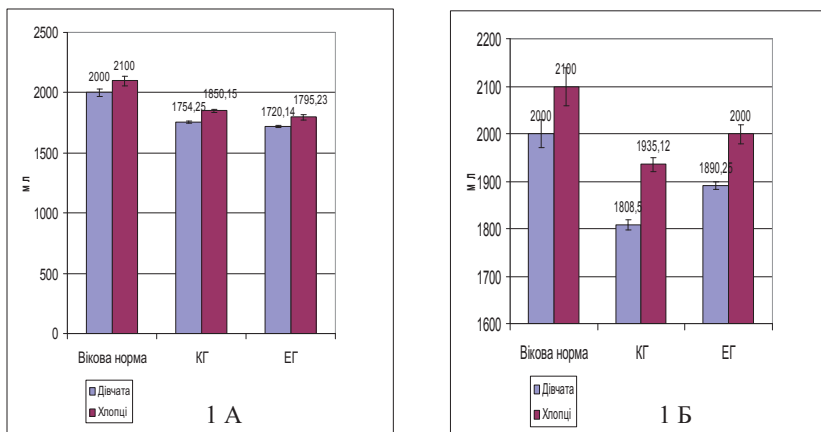 2500
2000
1500
1000
500
0
мл
2000
2100
1754,25
1850,15
1720,14
1795,23
Вікова норма
КГ
ЕГ
Дівчата
Хлопці
1 А
2200
2100
2000
1900
1800
1700
1600
мл
2000
2100
1808,5
1935,12
1890,25
2000
Вікова норма
КГ
ЕГ
Дівчата
Хлопці
1 Б